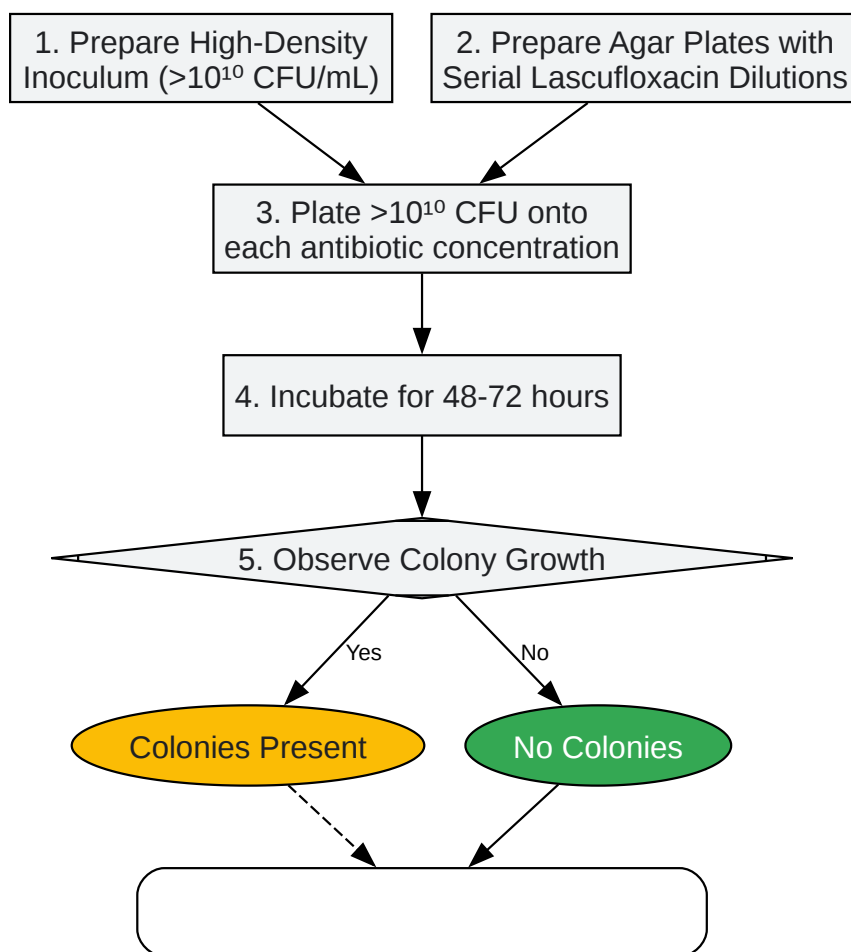 1. Prepare High-Density
Inoculum (>10¹⁰ CFU/mL)
2. Prepare Agar Plates with
Serial Lascufloxacin Dilutions
3. Plate >10¹⁰ CFU onto
each antibiotic concentration
4. Incubate for 48-72 hours
5. Observe Colony Growth
Yes
No
Colonies Present
No Colonies